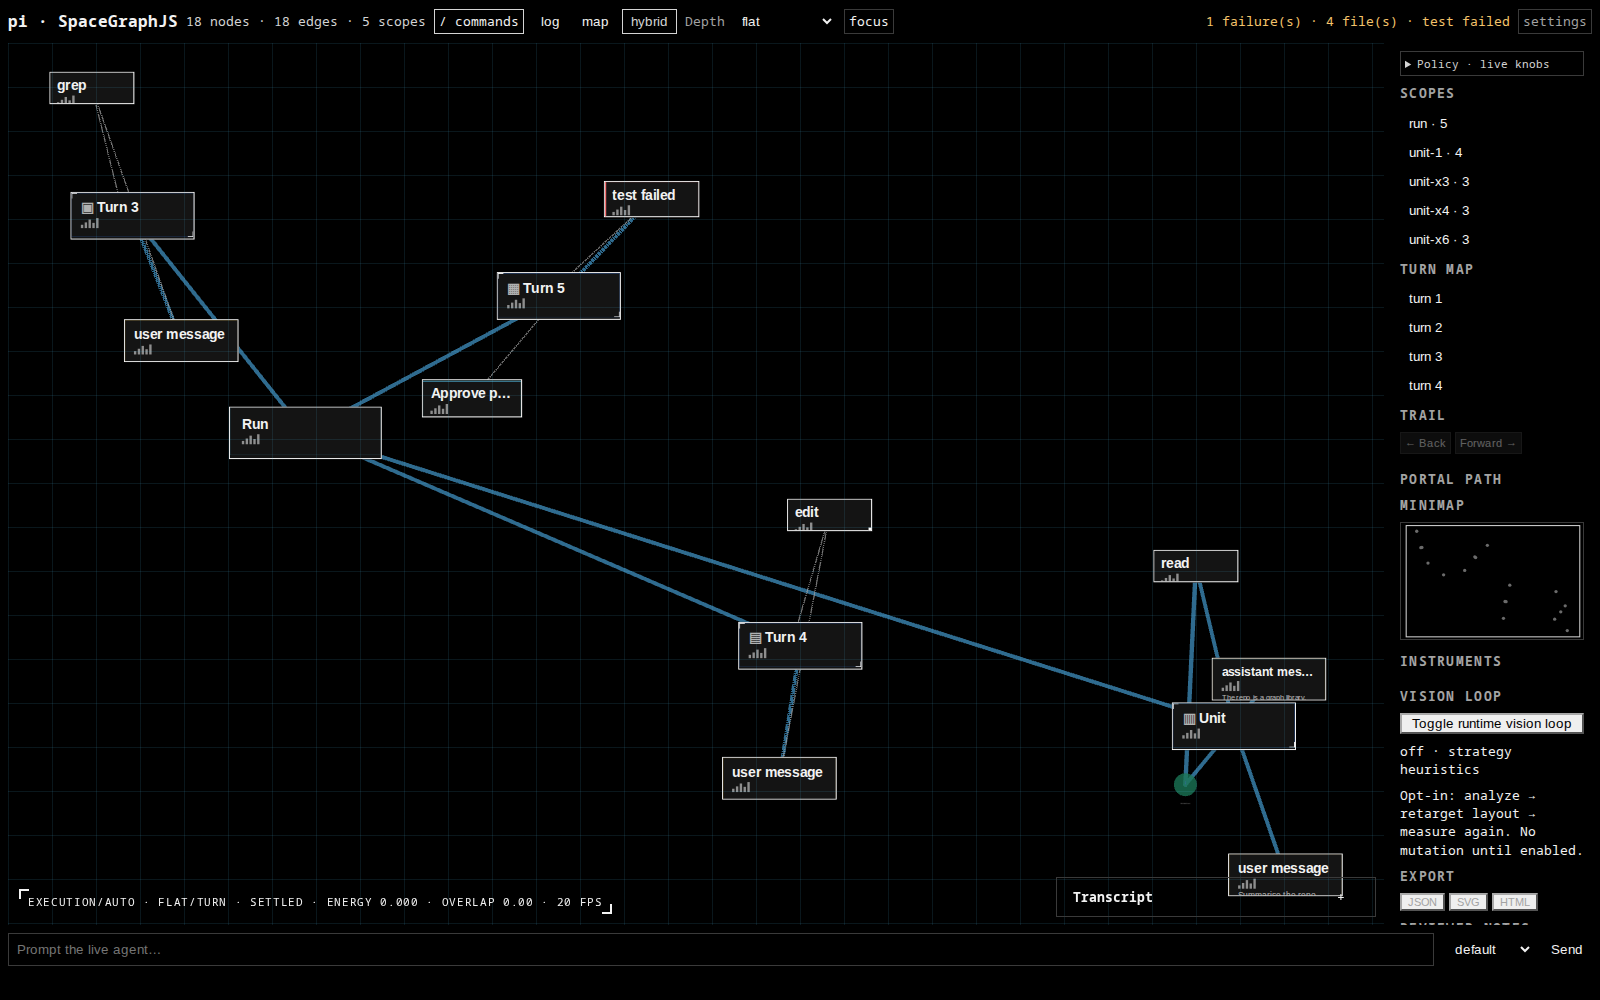 pi · SpaceGraphJS 18 nodes · 18 edges · 5 scopes / commands log map hybrid Depth flat focus 1 failure(s) · 4 file(s) · test failed settings
Policy · live knobs
SCOPES
run · 5
unit-1 · 4
unit-x3 · 3
unit-x4 · 3
unit-x6 · 3
TURN MAP
turn 1
turn 2
turn 3
turn 4
TRAIL
← Back Forward →
PORTAL PATH
MINIMAP
INSTRUMENTS
VISION LOOP
Toggle runtime vision loop
off · strategy
heuristics
Opt-in: analyze →
retarget layout →
measure again. No
mutation until enabled.
EXPORT
JSON SVG HTML
grep
Turn 3
test failed
Turn 5
user message
Approve p…
Run
edit
read
Turn 4
assistant mes…
There is a graph library.
Unit
user message
user message
Transcript +
EXECUTION/AUTO · FLAT/TURN · SETTLED · ENERGY 0.000 · OVERLAP 0.00 · 20 FPS
Prompt the live agent… default Send